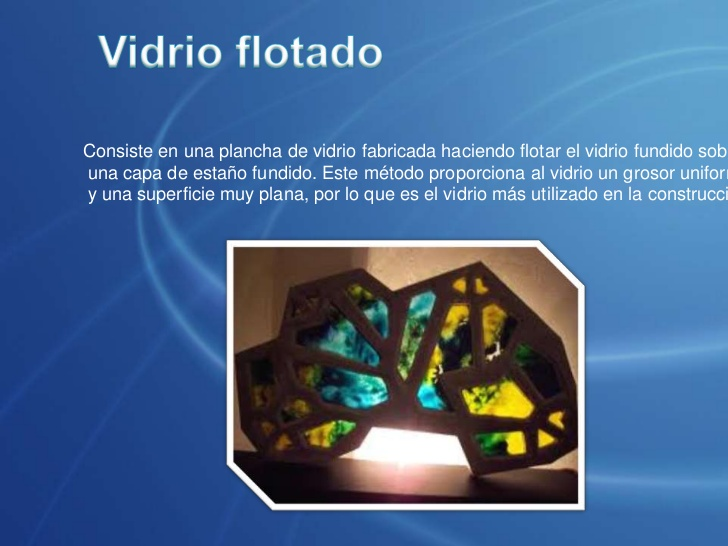 Vidrio flotado
Consiste en una plancha de vidrio fabricada haciendo flotar el vidrio fundido sob
una capa de estaño fundido. Este método proporciona al vidrio un grosor unifor
y una superficie muy plana, por lo que es el vidrio más utilizado en la construcci